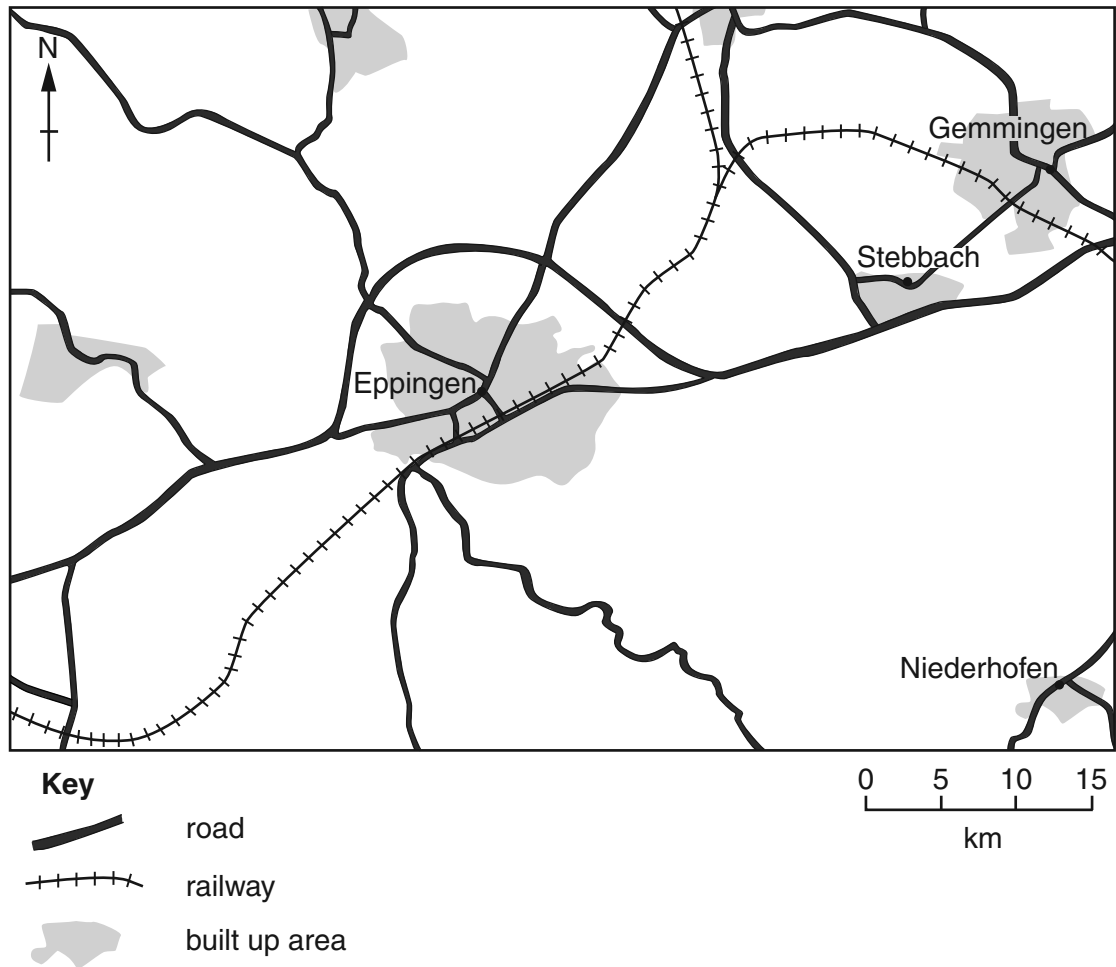 N
Gemmingen
Stebbach
Eppingen
Niederhofen
Key
road
railway
built up area
0 5 10 15
km